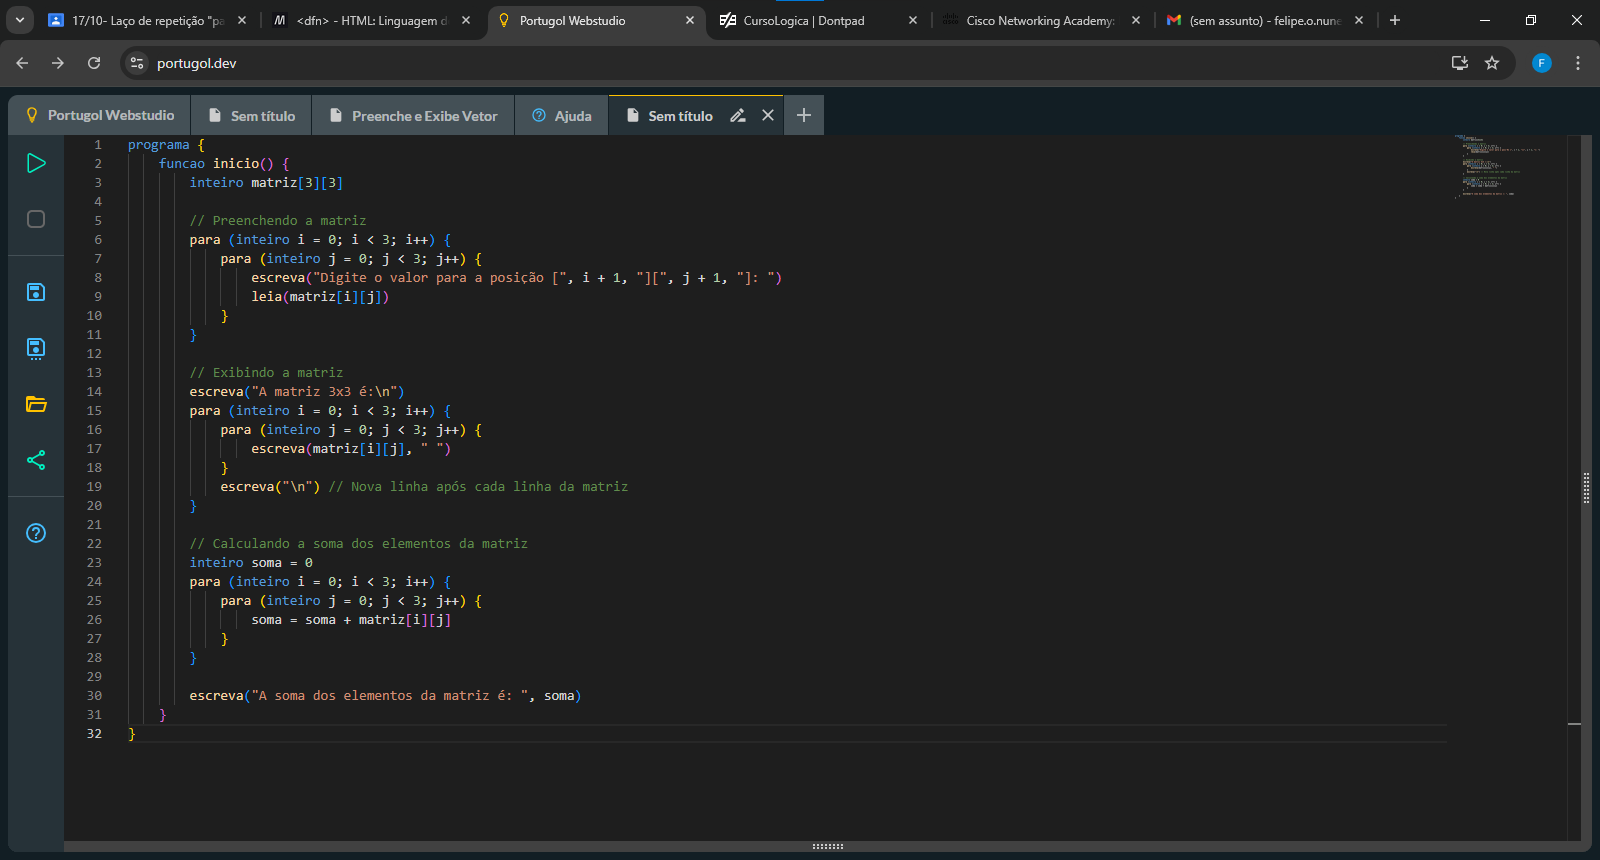 17/10- Laço de repetição "pa
<dfn> - HTML: Linguagem d
Portugol Webstudio
CursoLogica | Dontpad
Cisco Networking Academy:
(sem assunto) - felipe.o.nune
portugol.dev
F
Portugol Webstudio
Sem título
Preenche e Exibe Vetor
Ajuda
Sem título
1 programa {
2 funcao inicio() {
3 inteiro matriz[3][3]
4
5 // Preenchendo a matriz
6 para (inteiro i = 0; i < 3; i++) {
7 para (inteiro j = 0; j < 3; j++) {
8 escreva("Digite o valor para a posição [", i + 1, "][", j + 1, "]: ")
9 leia(matriz[i][j])
10 }
11 }
12
13 // Exibindo a matriz
14 escreva("A matriz 3x3 é:\n")
15 para (inteiro i = 0; i < 3; i++) {
16 para (inteiro j = 0; j < 3; j++) {
17 escreva(matriz[i][j], " ")
18 }
19 escreva("\n") // Nova linha após cada linha da matriz
20 }
21
22 // Calculando a soma dos elementos da matriz
23 inteiro soma = 0
24 para (inteiro i = 0; i < 3; i++) {
25 para (inteiro j = 0; j < 3; j++) {
26 soma = soma + matriz[i][j]
27 }
28 }
29
30 escreva("A soma dos elementos da matriz é: ", soma)
31 }
32 }